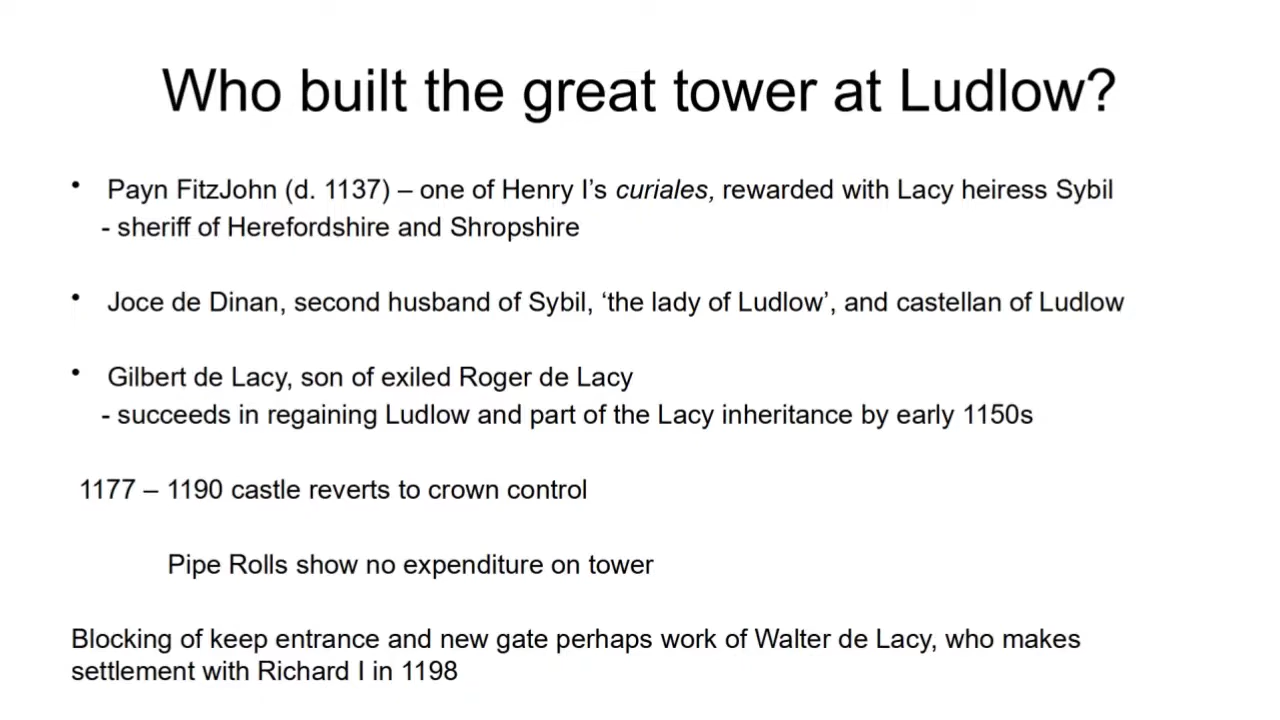 Who built the great tower at Ludlow?
• Payn FitzJohn (d. 1137) – one of Henry I’s curiales, rewarded with Lacy heiress Sybil
- sheriff of Herefordshire and Shropshire
• Joce de Dinan, second husband of Sybil, ‘the lady of Ludlow’, and castellan of Ludlow
• Gilbert de Lacy, son of exiled Roger de Lacy
- succeeds in regaining Ludlow and part of the Lacy inheritance by early 1150s
1177 – 1190 castle reverts to crown control
Pipe Rolls show no expenditure on tower
Blocking of keep entrance and new gate perhaps work of Walter de Lacy, who makes
settlement with Richard I in 1198